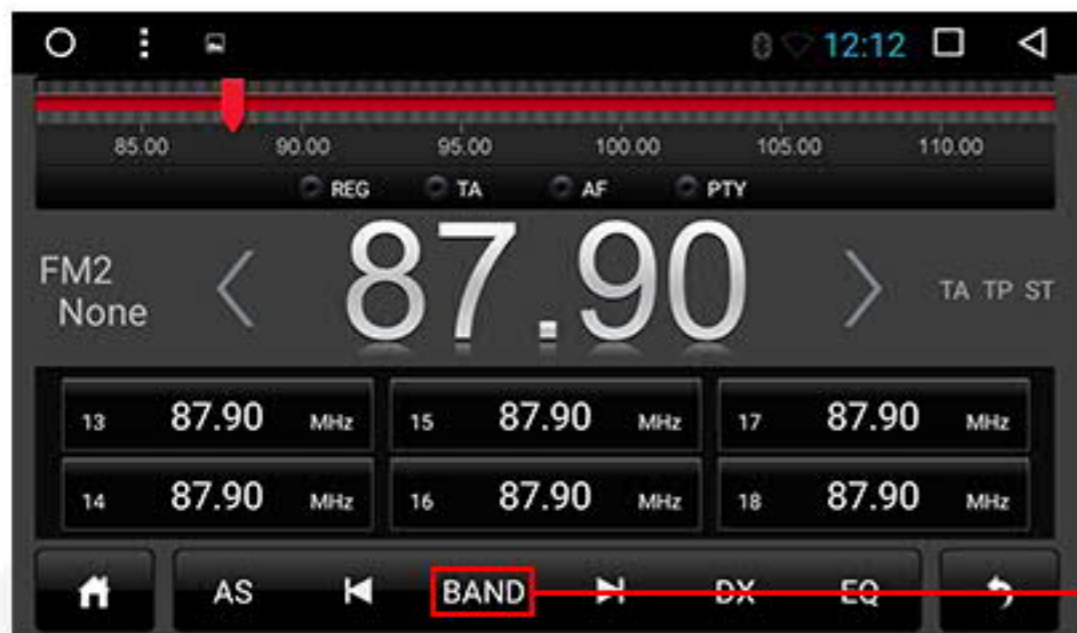 12:12
85.00 90.00 95.00 100.00 105.00 110.00
REG TA AF PTY
FM2
None
87.90
TA TP ST
13 87.90 MHz 15 87.90 MHz 17 87.90 MHz
14 87.90 MHz 16 87.90 MHz 18 87.90 MHz
AS BAND DX EQ